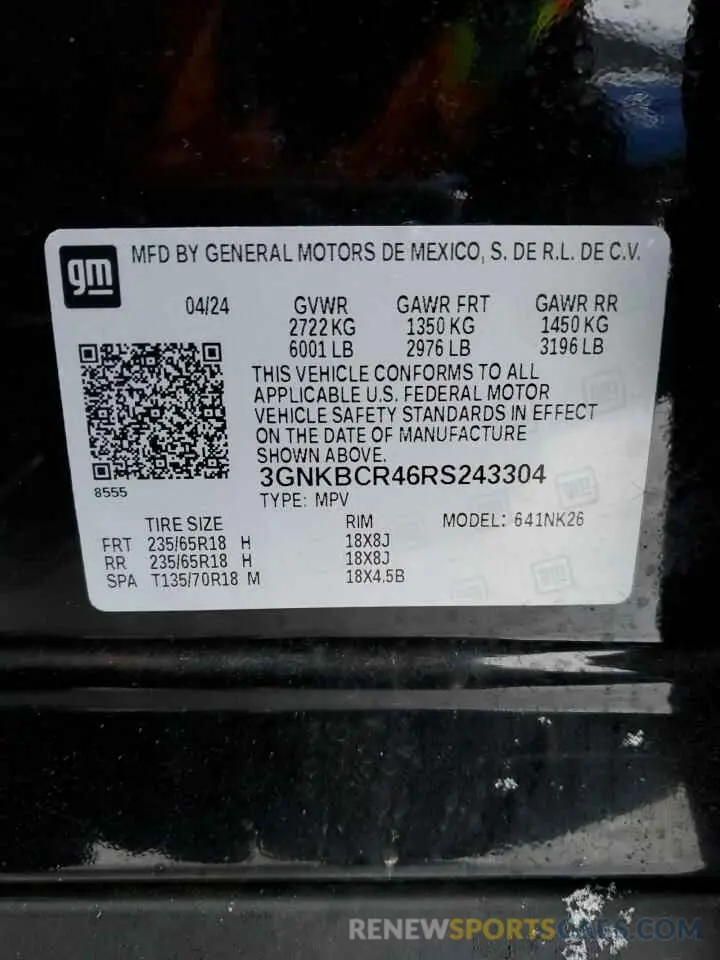 gm MFD BY GENERAL MOTORS DE MEXICO, S. DE R.L. DE C.V.
04/24 GVWR GAWR FRT GAWR RR
2722 KG 1350 KG 1450 KG
6001 LB 2976 LB 3196 LB
THIS VEHICLE CONFORMS TO ALL
APPLICABLE U.S. FEDERAL MOTOR
VEHICLE SAFETY STANDARDS IN EFFECT
ON THE DATE OF MANUFACTURE
SHOWN ABOVE.
3GNKBCR46RS243304
8555
TYPE: MPV
TIRE SIZE RIM MODEL: 641NK26
FRT 235/65R18 H 18X8J
RR 235/65R18 H 18X8J
SPA T135/70R18 M 18X4.5B
RENEWSPORTSCARS.COM